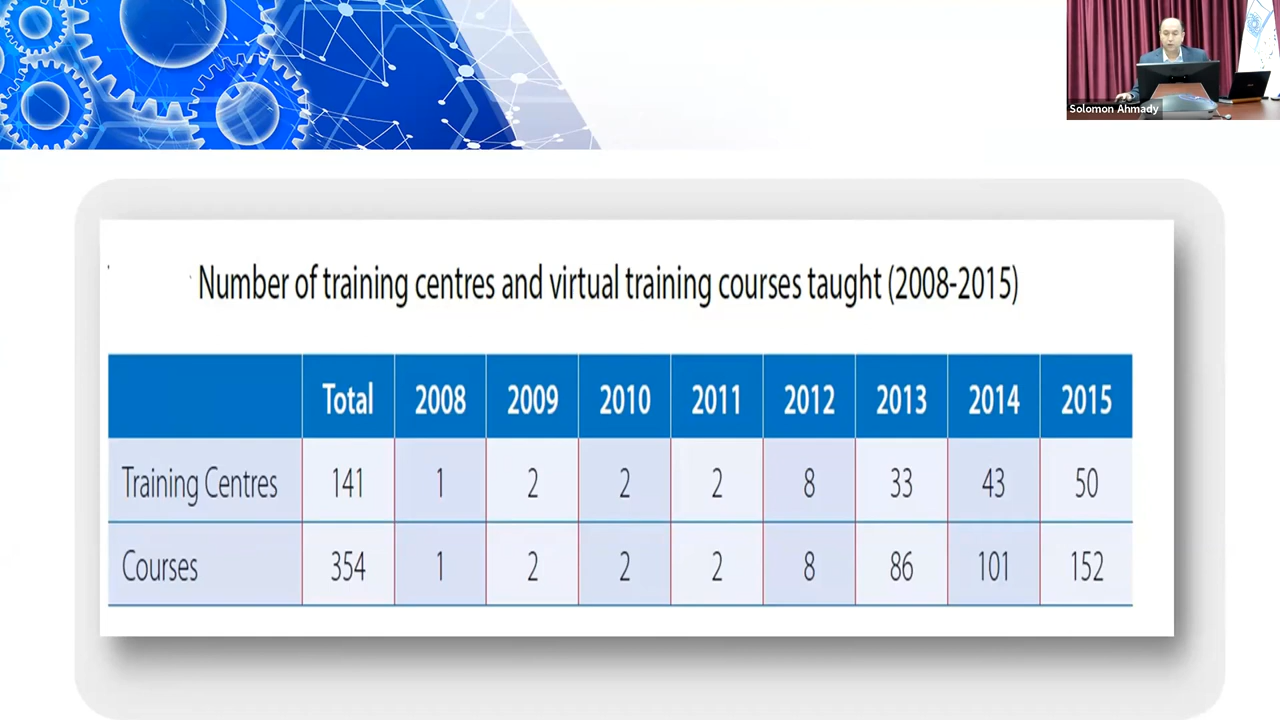 Solomon Ahmady
Number of training centres and virtual training courses taught (2008-2015)
Total 2008 2009 2010 2011 2012 2013 2014 2015
Training Centres 141 1 2 2 2 8 33 43 50
Courses 354 1 2 2 2 8 86 101 152